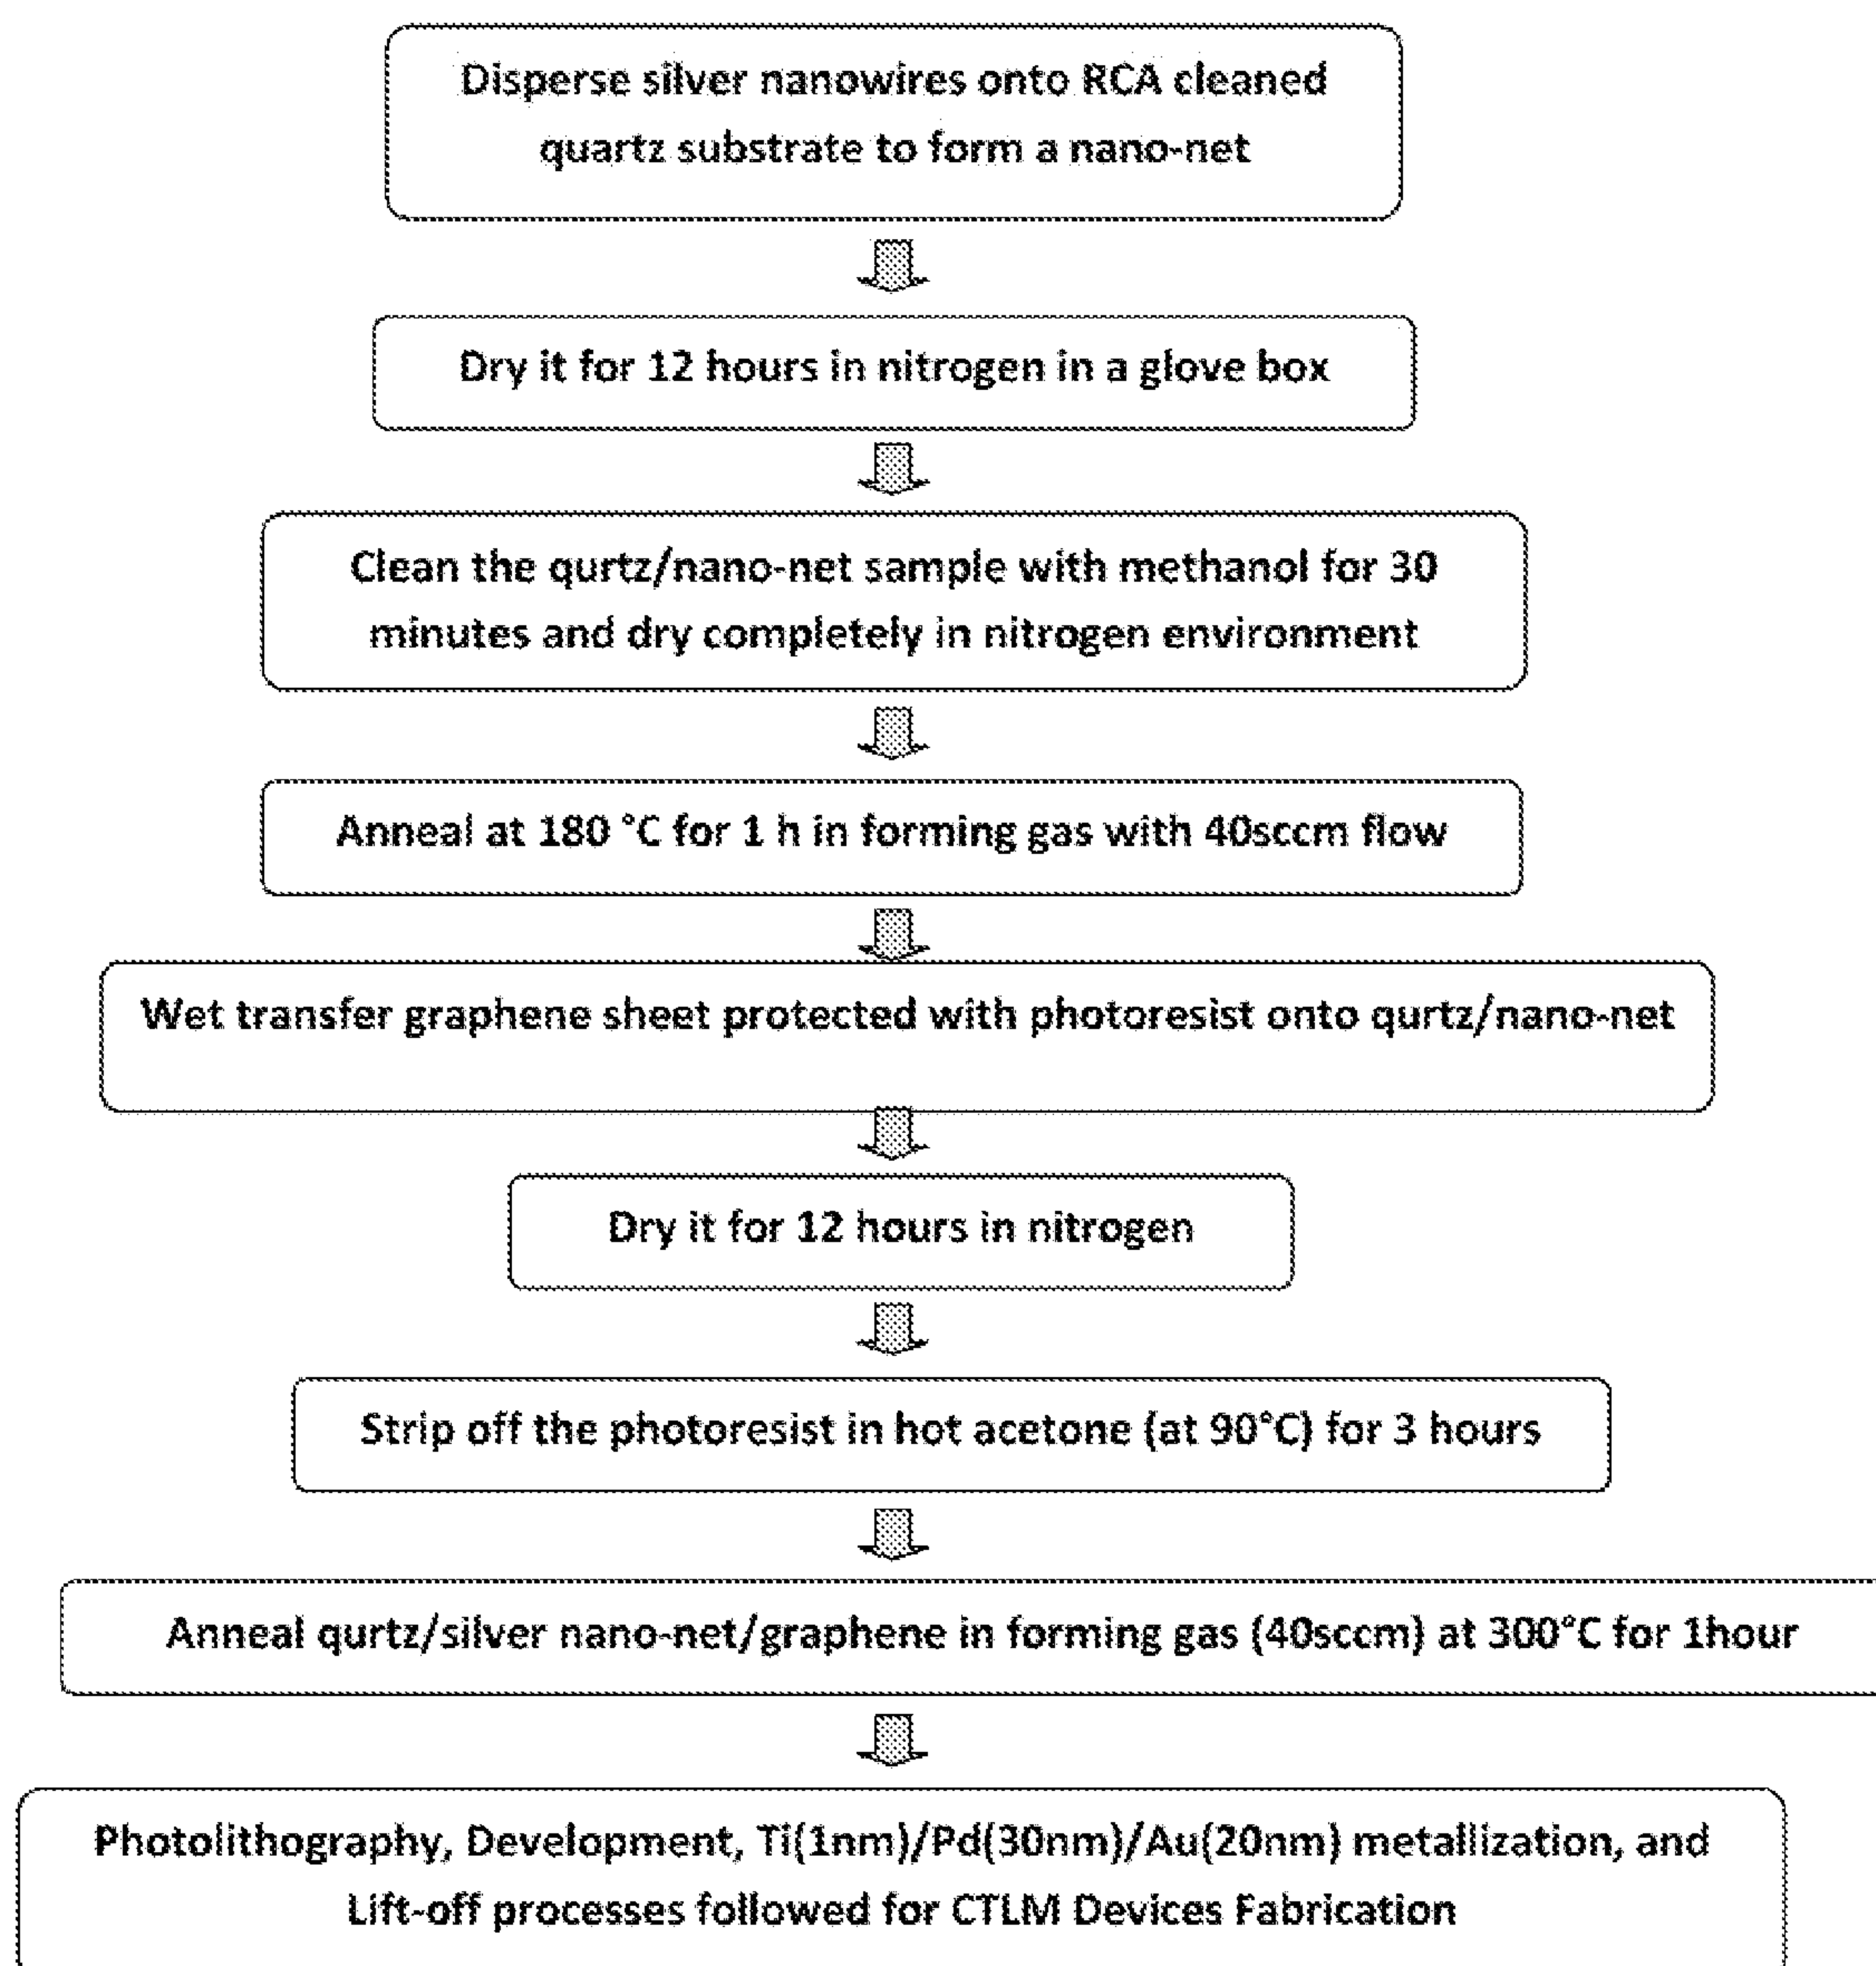 Disperse silver nanowires onto RCA cleaned
quartz substrate to form a nano-net
Dry it for 12 hours in nitrogen in a glove box
Clean the qurtz/nano-net sample with methanol for 30
minutes and dry completely in nitrogen environment
Anneal at 180 °C for 1 h in forming gas with 40sccm flow
Wet transfer graphene sheet protected with photoresist onto qurtz/nano-net
Dry it for 12 hours in nitrogen
Strip off the photoresist in hot acetone (at 90°C) for 3 hours
Anneal qurtz/silver nano-net/graphene in forming gas (40sccm) at 300°C for 1hour
Photolithography, Development, Ti(1nm)/Pd(30nm)/Au(20nm) metallization, and
Lift-off processes followed for CTLM Devices Fabrication